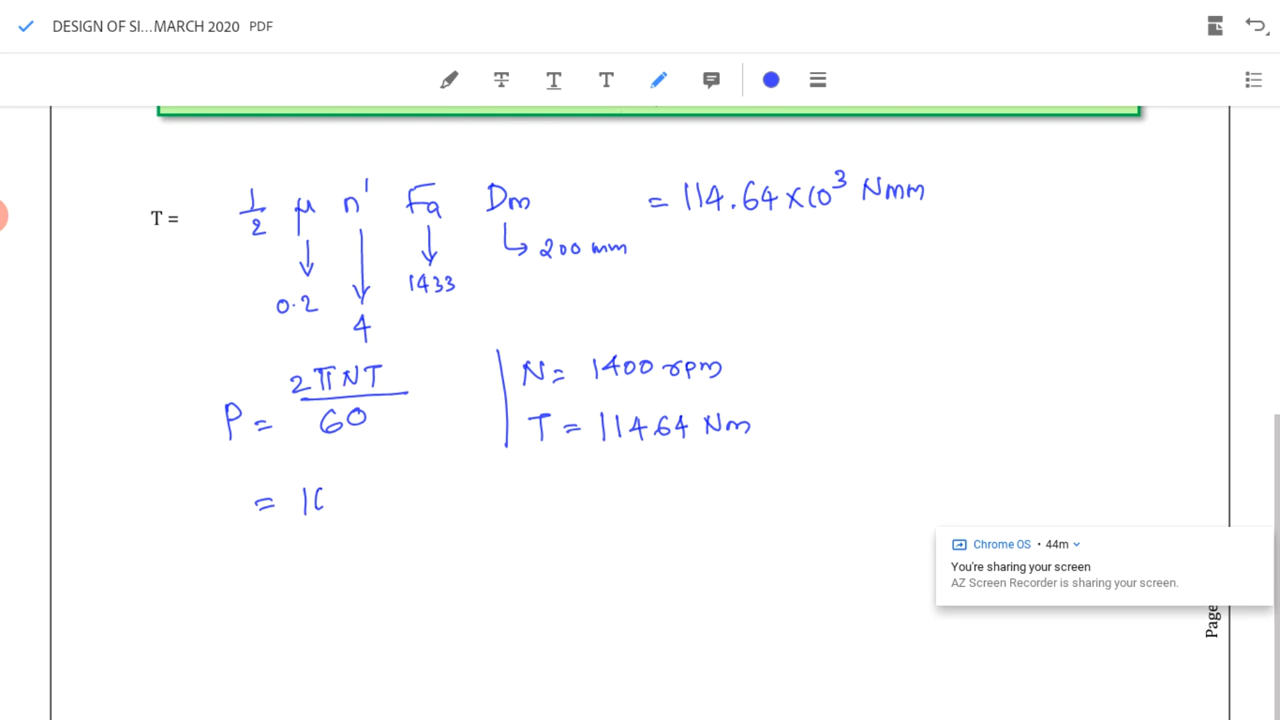 DESIGN OF SI...MARCH 2020 PDF
T T T
T = 1/2 μ n' Fa Dm = 114.64 × 10³ Nmm
200 mm
0.2 1433
4
P = 2πNT / 60
N = 1400 rpm
T = 114.64 Nm
= 10
Chrome OS • 44m
You're sharing your screen
AZ Screen Recorder is sharing your screen.
Page